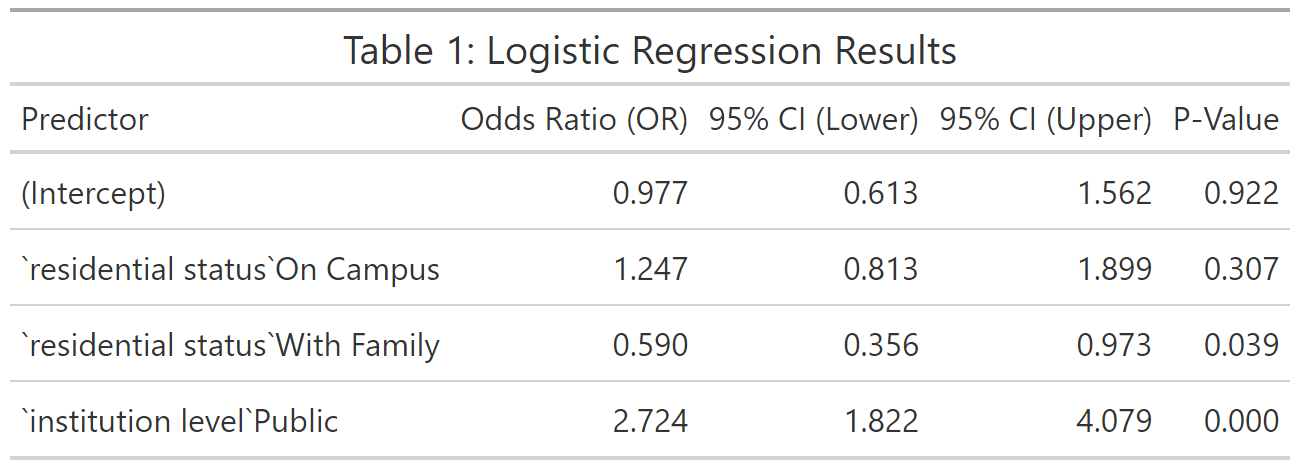 Table 1: Logistic Regression Results
Predictor Odds Ratio (OR) 95% CI (Lower) 95% CI (Upper) P-Value
(Intercept) 0.977 0.613 1.562 0.922
`residential status`On Campus 1.247 0.813 1.899 0.307
`residential status`With Family 0.590 0.356 0.973 0.039
`institution level`Public 2.724 1.822 4.079 0.000